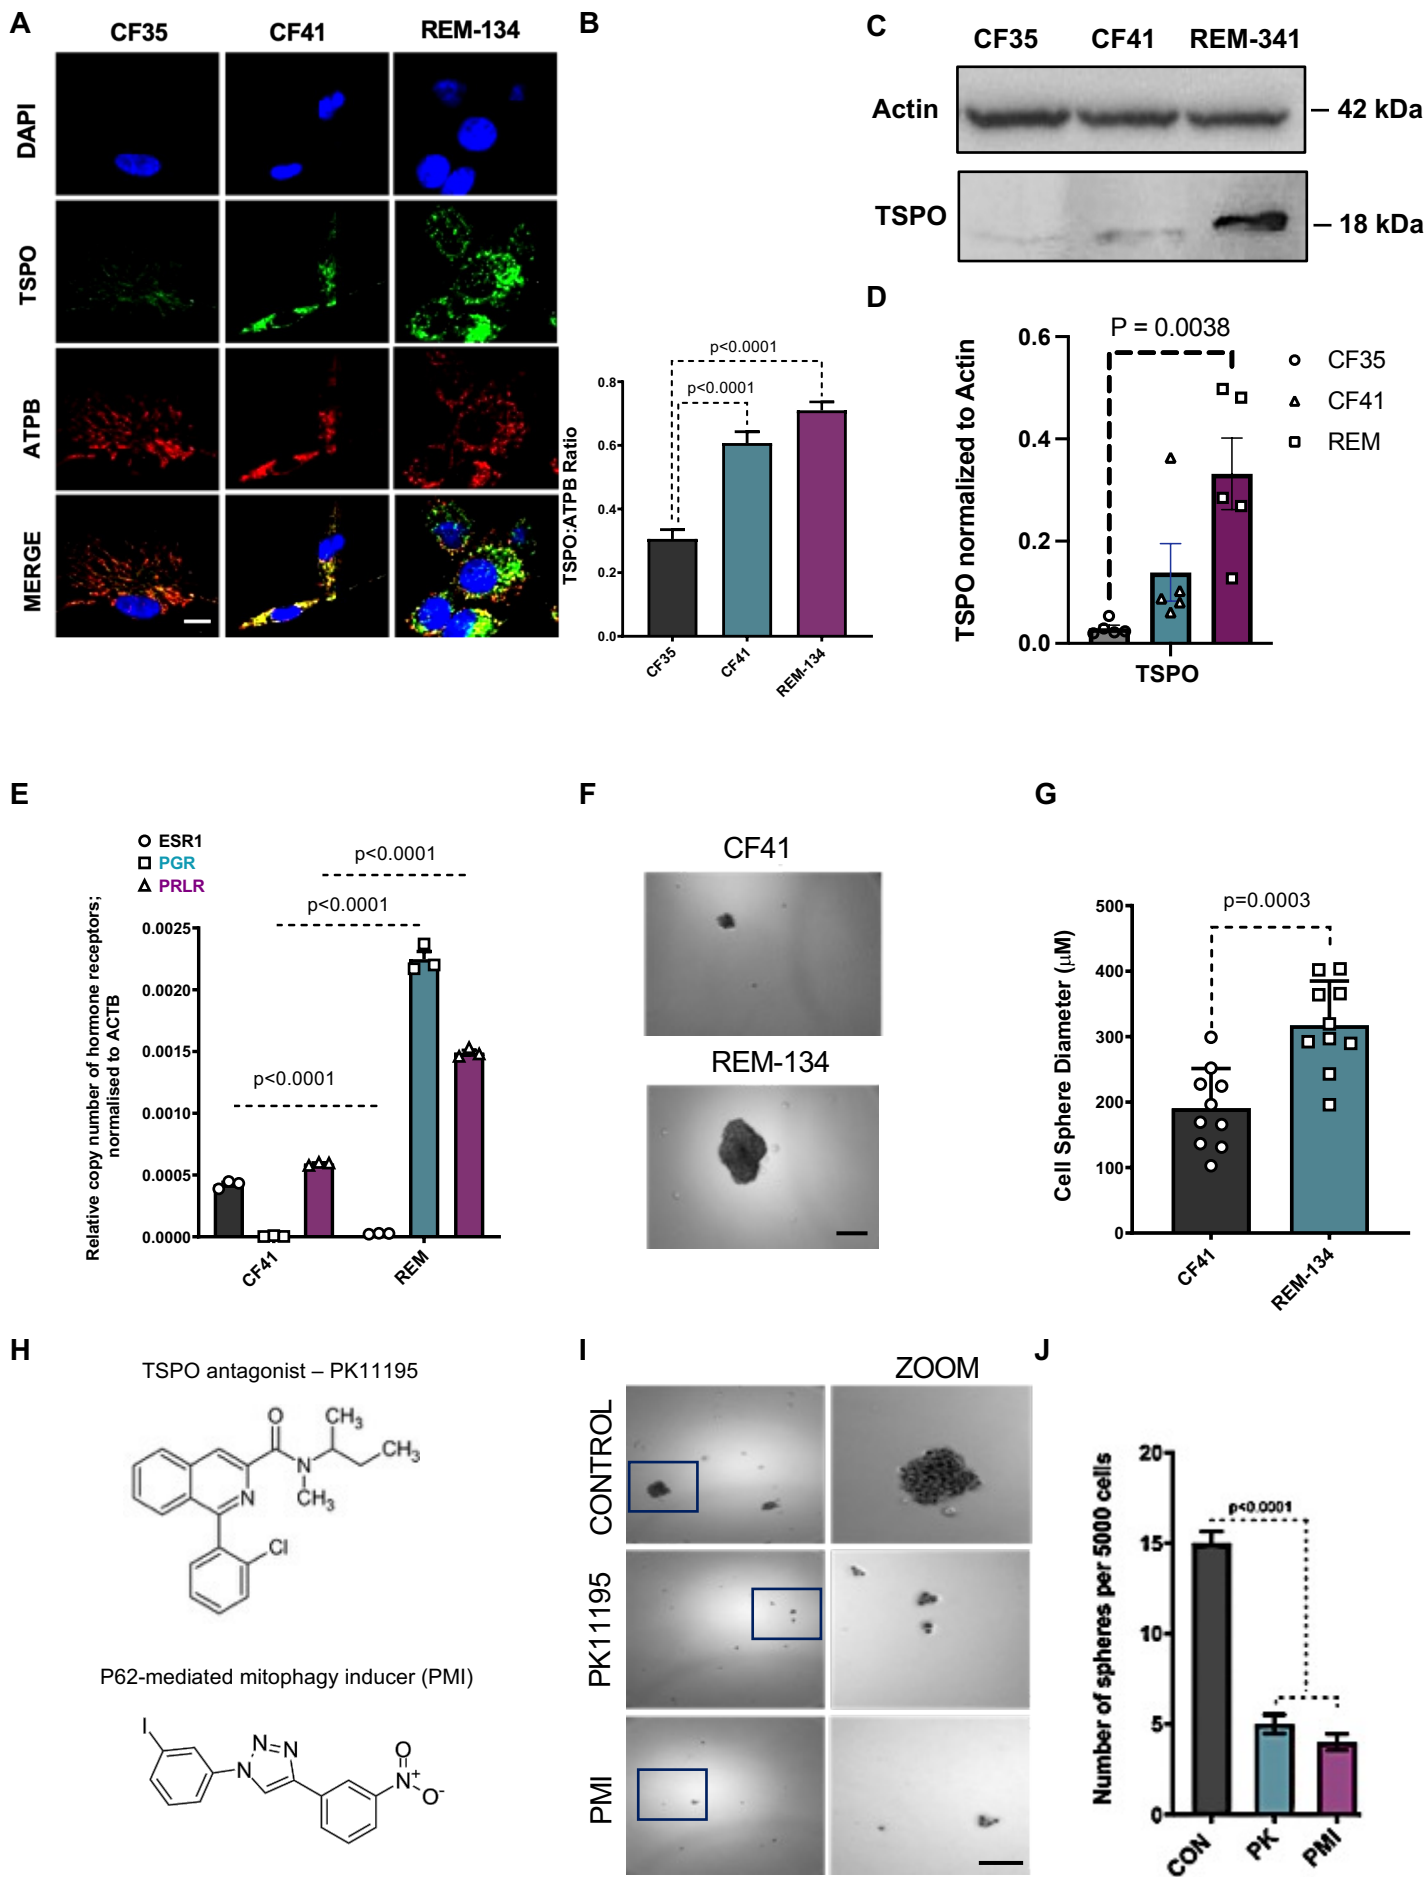 A
CF35
CF41
REM-134
DAPI
TSPO
ATPB
MERGE
B
TSPO:ATPB Ratio
0.8
0.6
0.4
0.2
0.0
p<0.0001
p<0.0001
CF35
CF41
REM-134
C
CF35
CF41
REM-341
Actin
42 kDa
TSPO
18 kDa
D
TSPO normalized to Actin
0.6
0.4
0.2
0.0
P = 0.0038
TSPO
CF35
CF41
REM
E
ESR1
PGR
PRLR
Relative copy number of hormone receptors;
normalised to ACTB
0.0025
0.0020
0.0015
0.0010
0.0005
0.0000
p<0.0001
p<0.0001
p<0.0001
CF41
REM
F
CF41
REM-134
G
Cell Sphere Diameter (μM)
500
400
300
200
100
0
p=0.0003
CF41
REM-134
H
TSPO antagonist – PK11195
O
CH3
CH3
N
CH3
N
Cl
P62-mediated mitophagy inducer (PMI)
I
N
N
N
O
N+
O-
I
ZOOM
CONTROL
PK11195
PMI
J
Number of spheres per 5000 cells
20
15
10
5
0
p<0.0001
CON
PK
PMI